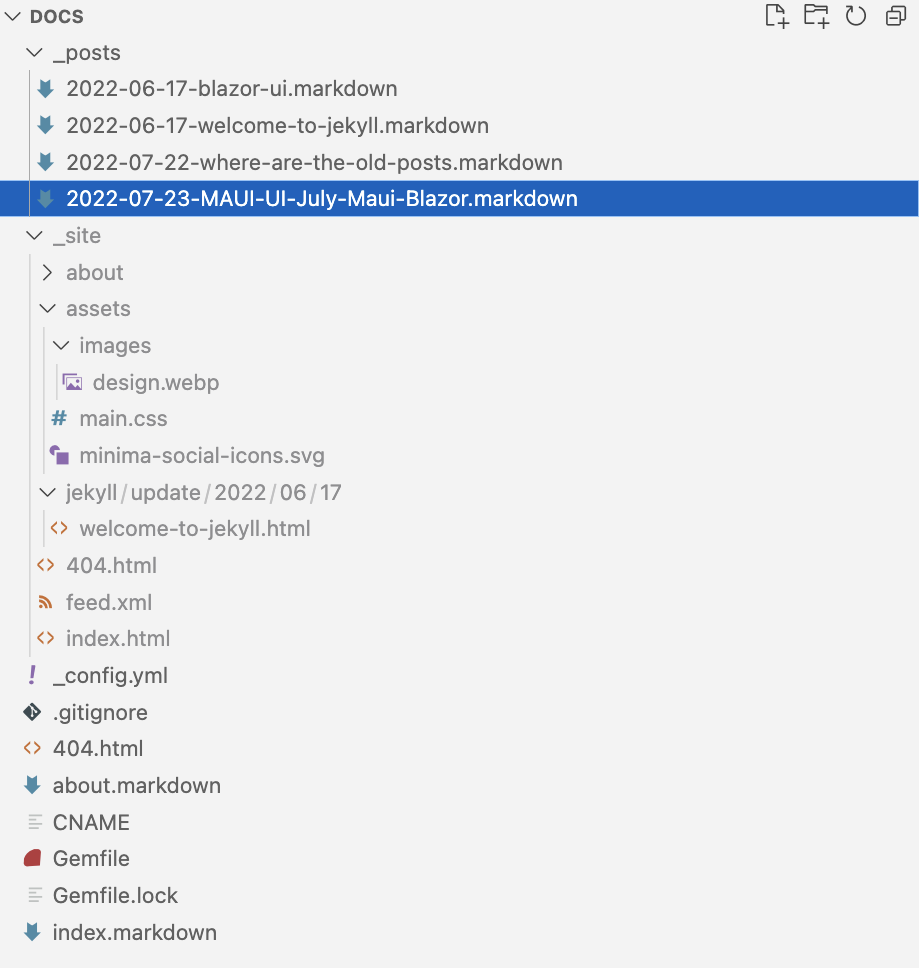 DOCS
_posts
2022-06-17-blazor-ui.markdown
2022-06-17-welcome-to-jekyll.markdown
2022-07-22-where-are-the-old-posts.markdown
2022-07-23-MAUI-UI-July-Maui-Blazor.markdown
_site
about
assets
images
design.webp
# main.css
minima-social-icons.svg
jekyll/update/2022/06/17
<> welcome-to-jekyll.html
<> 404.html
feed.xml
<> index.html
! _config.yml
.gitignore
<> 404.html
about.markdown
CNAME
Gemfile
Gemfile.lock
index.markdown